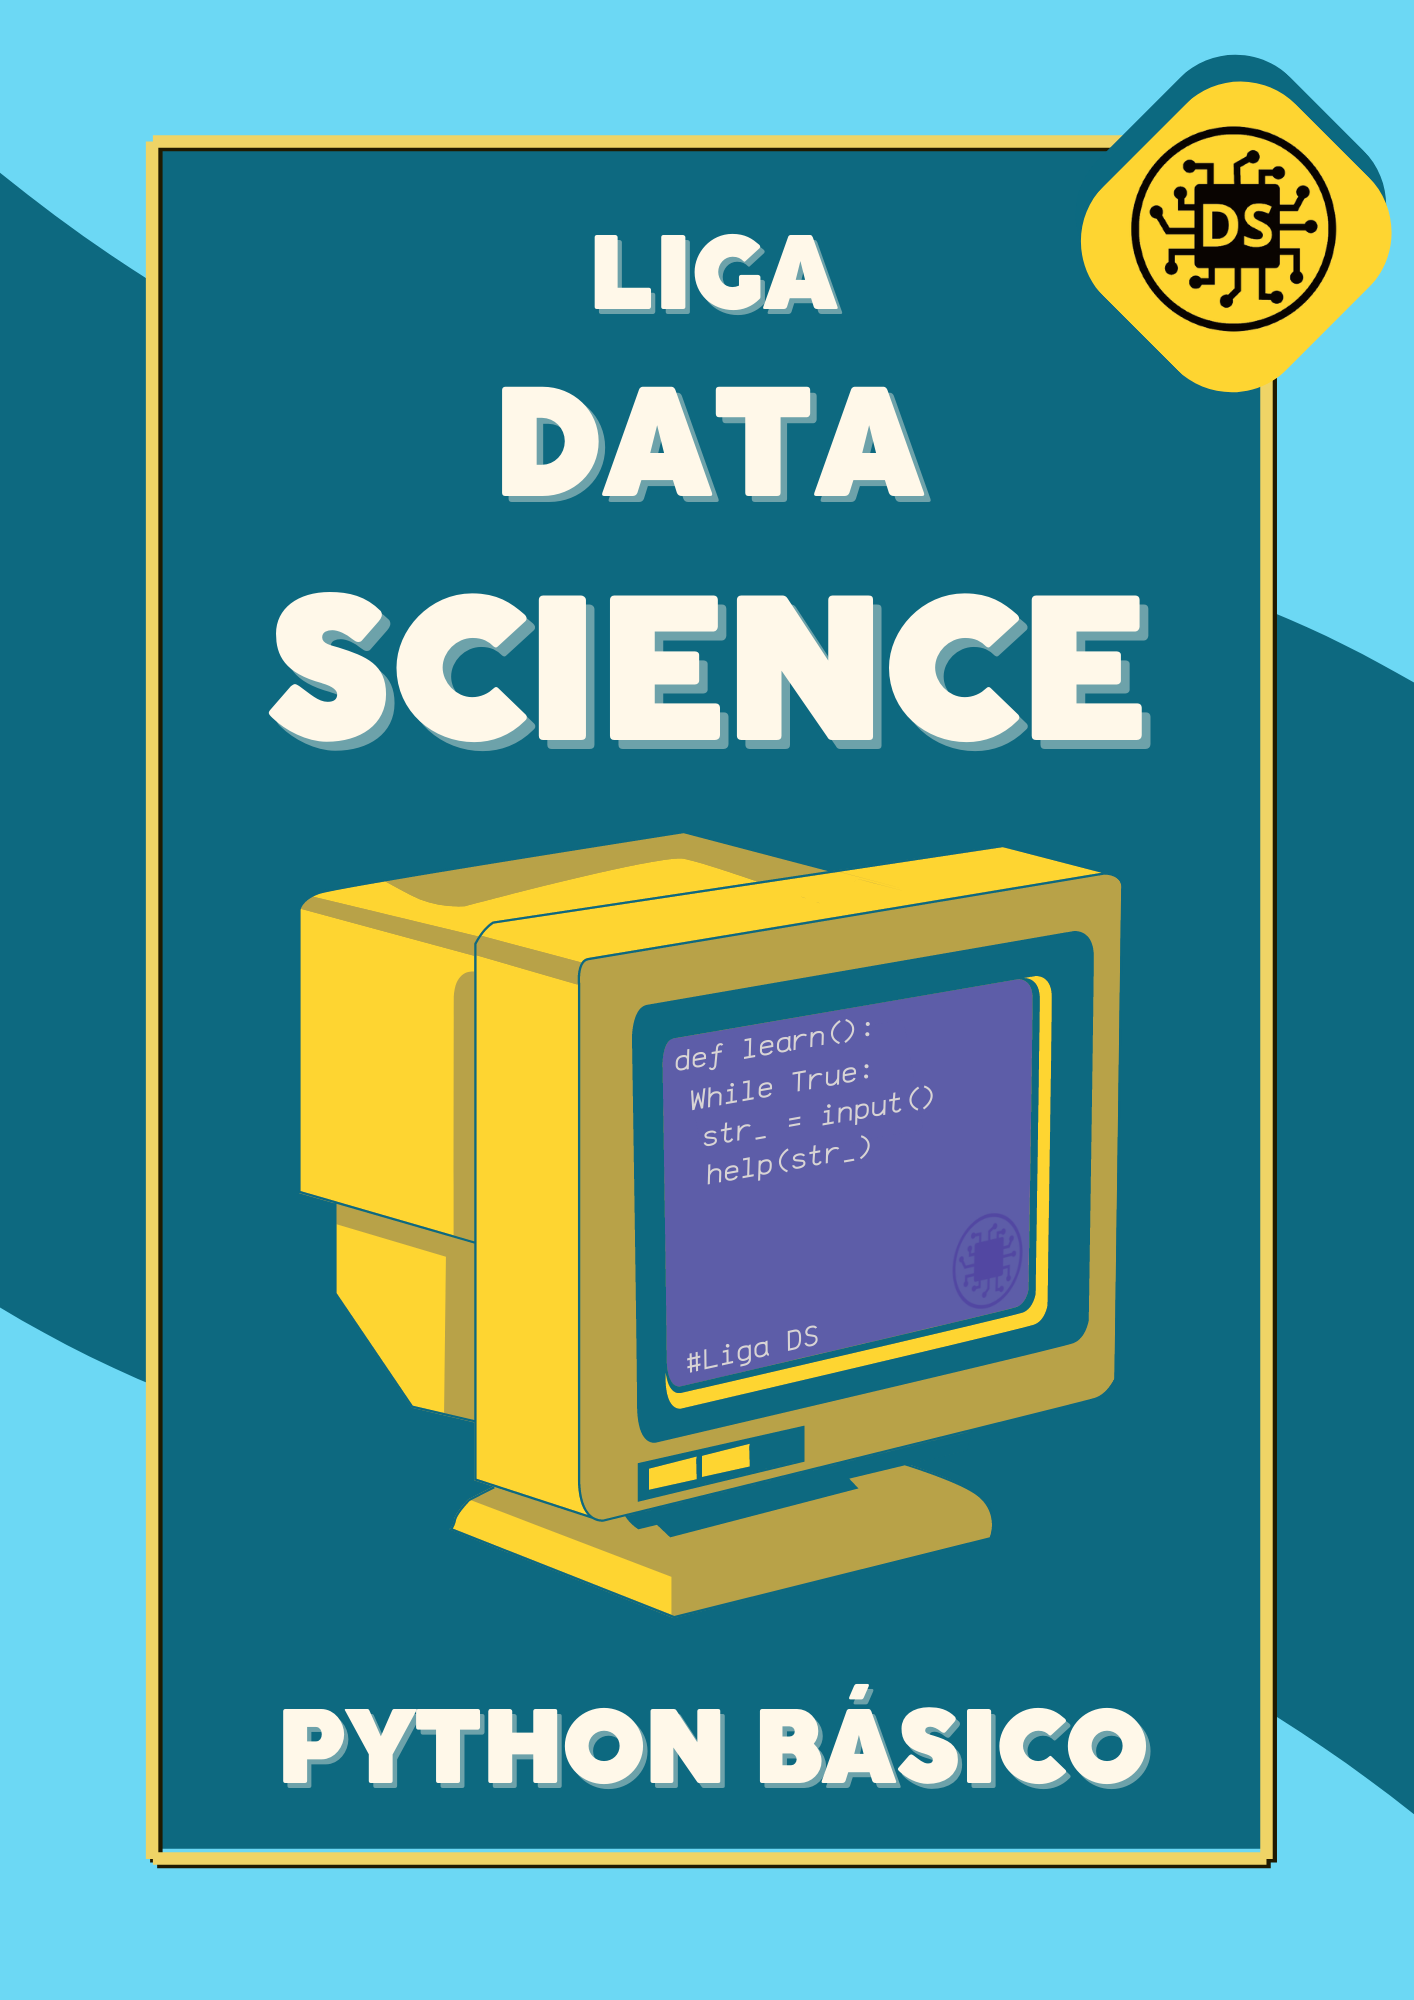 DS
LIGA
DATA
SCIENCE
def learn():
While True:
str_ = input()
help(str_)
#Liga DS
PYTHON BÁSICO